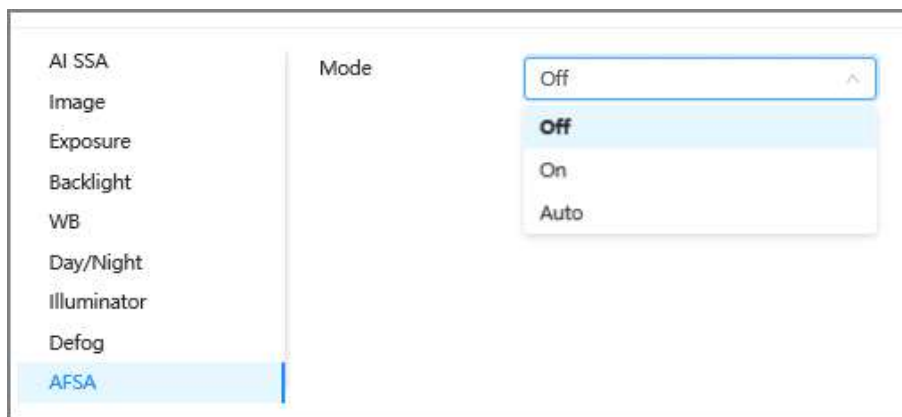 AI SSA
Image
Exposure
Backlight
WB
Day/Night
Illuminator
Defog
AFSA
Mode
Off
Off
On
Auto